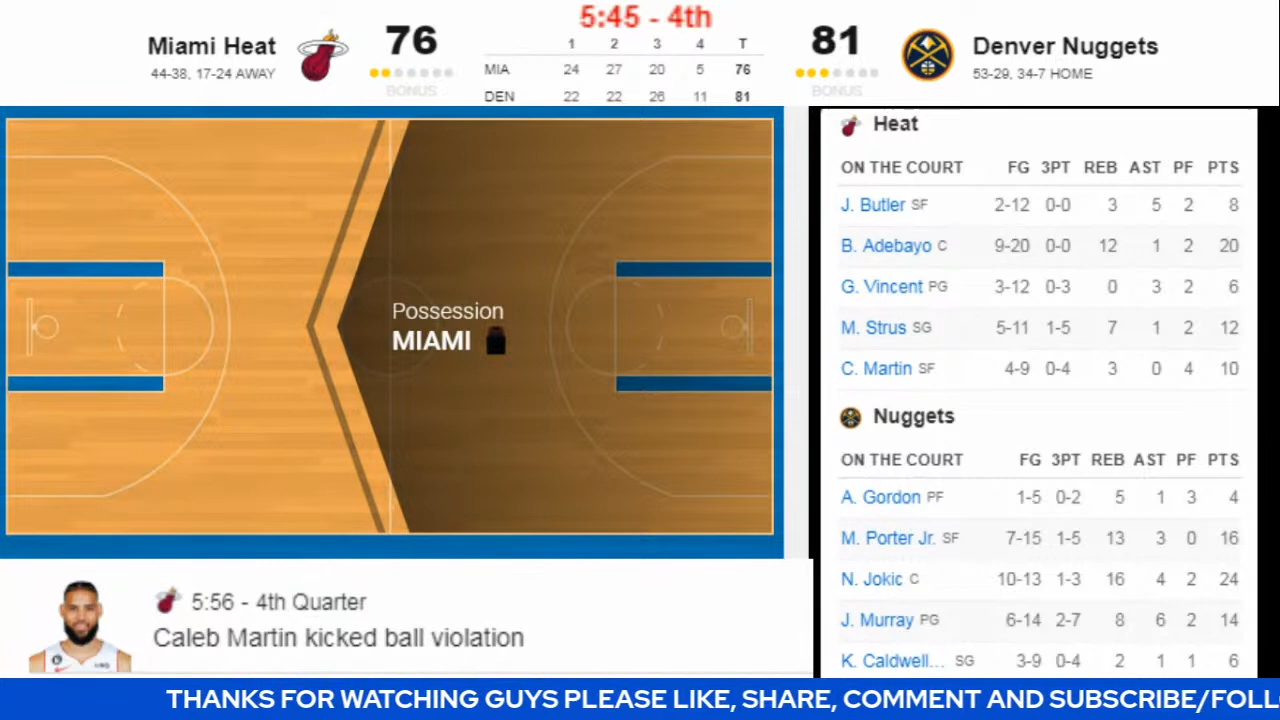 5:45 - 4th
Miami Heat
44-38, 17-24 AWAY
76
BONUS
1 2 3 4 T
MIA 24 27 20 5 76
DEN 22 22 26 11 81
81
BONUS
Denver Nuggets
53-29, 34-7 HOME
Possession
MIAMI
5:56 - 4th Quarter
Caleb Martin kicked ball violation
Heat
ON THE COURT FG 3PT REB AST PF PTS
J. Butler SF 2-12 0-0 3 5 2 8
B. Adebayo C 9-20 0-0 12 1 2 20
G. Vincent PG 3-12 0-3 0 3 2 6
M. Strus SG 5-11 1-5 7 1 2 12
C. Martin SF 4-9 0-4 3 0 4 10
Nuggets
ON THE COURT FG 3PT REB AST PF PTS
A. Gordon PF 1-5 0-2 5 1 3 4
M. Porter Jr. SF 7-15 1-5 13 3 0 16
N. Jokic C 10-13 1-3 16 4 2 24
J. Murray PG 6-14 2-7 8 6 2 14
K. Caldwell... SG 3-9 0-4 2 1 1 6
THANKS FOR WATCHING GUYS PLEASE LIKE, SHARE, COMMENT AND SUBSCRIBE/FOLL